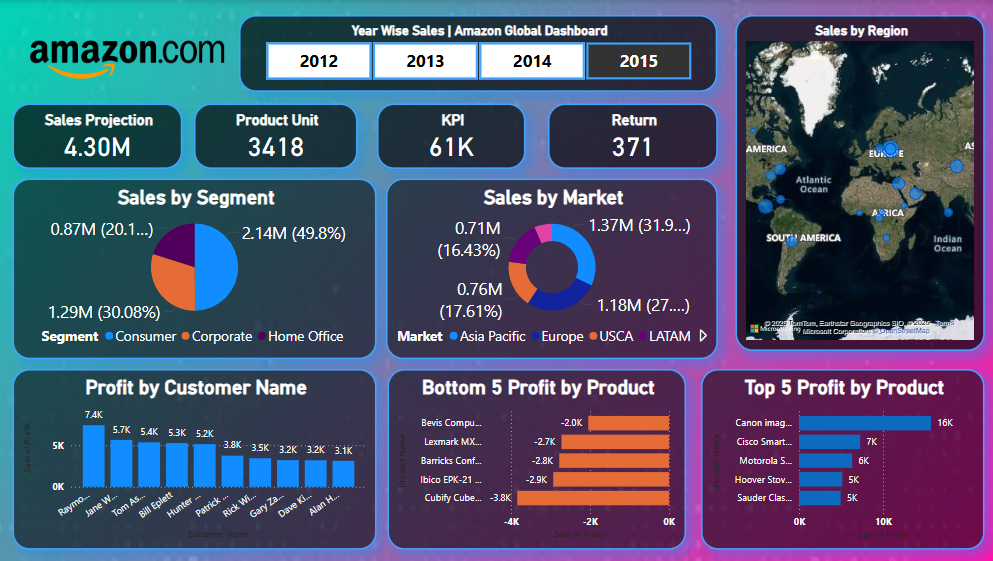 amazon.com
Year Wise Sales | Amazon Global Dashboard
2012
2013
2014
2015
Sales by Region
AMERICA
EUROPE
AS
Atlantic
Ocean
AFRICA
SOUTH AMERICA
Indian
Ocean
Sales Projection
4.30M
Product Unit
3418
KPI
61K
Return
371
Sales by Segment
0.87M (20.1...)
2.14M (49.8%)
1.29M (30.08%)
Segment Consumer Corporate Home Office
Sales by Market
0.71M
(16.43%)
1.37M (31.9...)
0.76M
(17.61%)
1.18M (27....)
Market Asia Pacific Europe USCA LATAM
Profit by Customer Name
Sum of Profit
7.4K
5.7K
5.4K
5.3K
5.2K
3.8K
3.5K
3.2K
3.2K
3.1K
5K
0K
Raymo...
Jane W...
Tom As...
Bill Eplett
Hunter ...
Patrick ...
Rick Wi...
Gary Za...
Dave Ki...
Alan H...
Customer Name
Bottom 5 Profit by Product
Product Name
Bevis Compu...
-2.0K
Lexmark MX...
-2.7K
Barricks Conf...
-2.8K
Ibico EPK-21 ...
-2.9K
Cubify Cube...
-3.8K
-4K
-2K
0K
Sum of Profit
Top 5 Profit by Product
Product Name
Canon imag...
16K
Cisco Smart...
7K
Motorola S...
6K
Hoover Stov...
5K
Sauder Clas...
5K
0K
10K
Sum of Profit